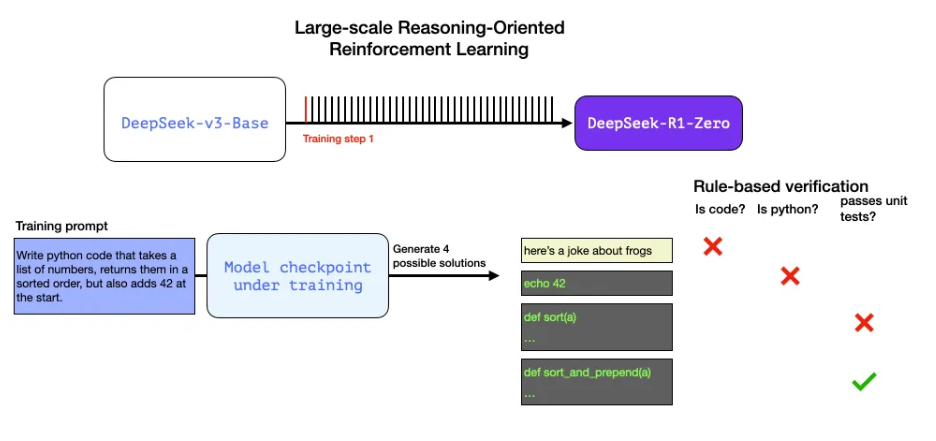 Large-scale Reasoning-Oriented
Reinforcement Learning
DeepSeek-v3-Base
Training step 1
DeepSeek-R1-Zero
Rule-based verification
Is code?
Is python?
passes unit
tests?
Training prompt
Write python code that takes a
list of numbers, returns them in a
sorted order, but also adds 42 at
the start.
Model checkpoint
under training
Generate 4
possible solutions
here's a joke about frogs
echo 42
def sort(a)
...
def sort_and_prepend(a)
...